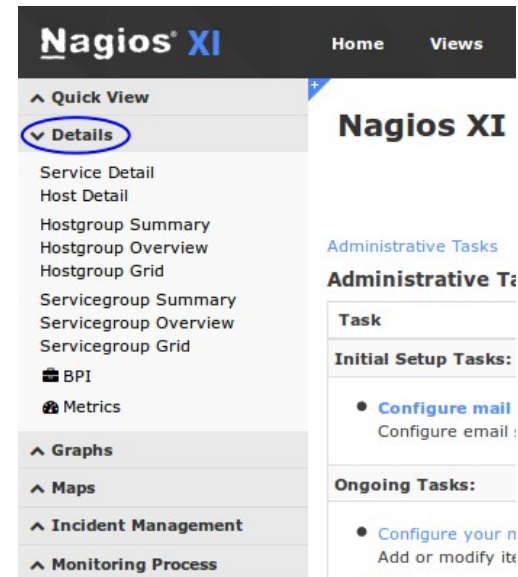 Nagios® XI
Home Views
Quick View
Details
Service Detail
Host Detail
Hostgroup Summary
Hostgroup Overview
Hostgroup Grid
Servicegroup Summary
Servicegroup Overview
Servicegroup Grid
BPI
Metrics
Graphs
Maps
Incident Management
Monitoring Process
Nagios XI
Administrative Tasks
Administrative
Task
Initial Setup Tasks:
Configure mail
Configure email
Ongoing Tasks:
Configure your
Add or modify